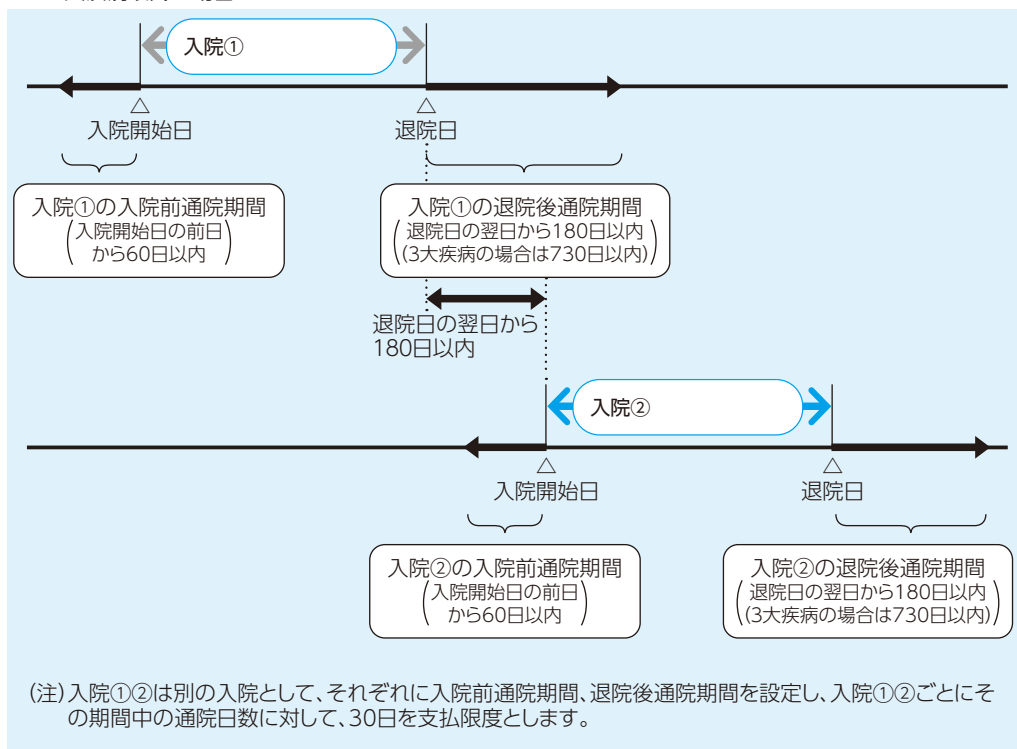 入院①
△
△
入院開始日
退院日
入院①の入院前通院期間
(入院開始日の前日
から60日以内)
入院①の退院後通院期間
(退院日の翌日から180日以内
(3大疾病の場合は730日以内))
退院日の翌日から
180日以内
入院②
△
△
入院開始日
退院日
入院②の入院前通院期間
(入院開始日の前日
から60日以内)
入院②の退院後通院期間
(退院日の翌日から180日以内
(3大疾病の場合は730日以内))
(注)入院①②は別の入院として、それぞれに入院前通院期間、退院後通院期間を設定し、入院①②ごとにそ
の期間中の通院日数に対して、30日を支払限度とします。